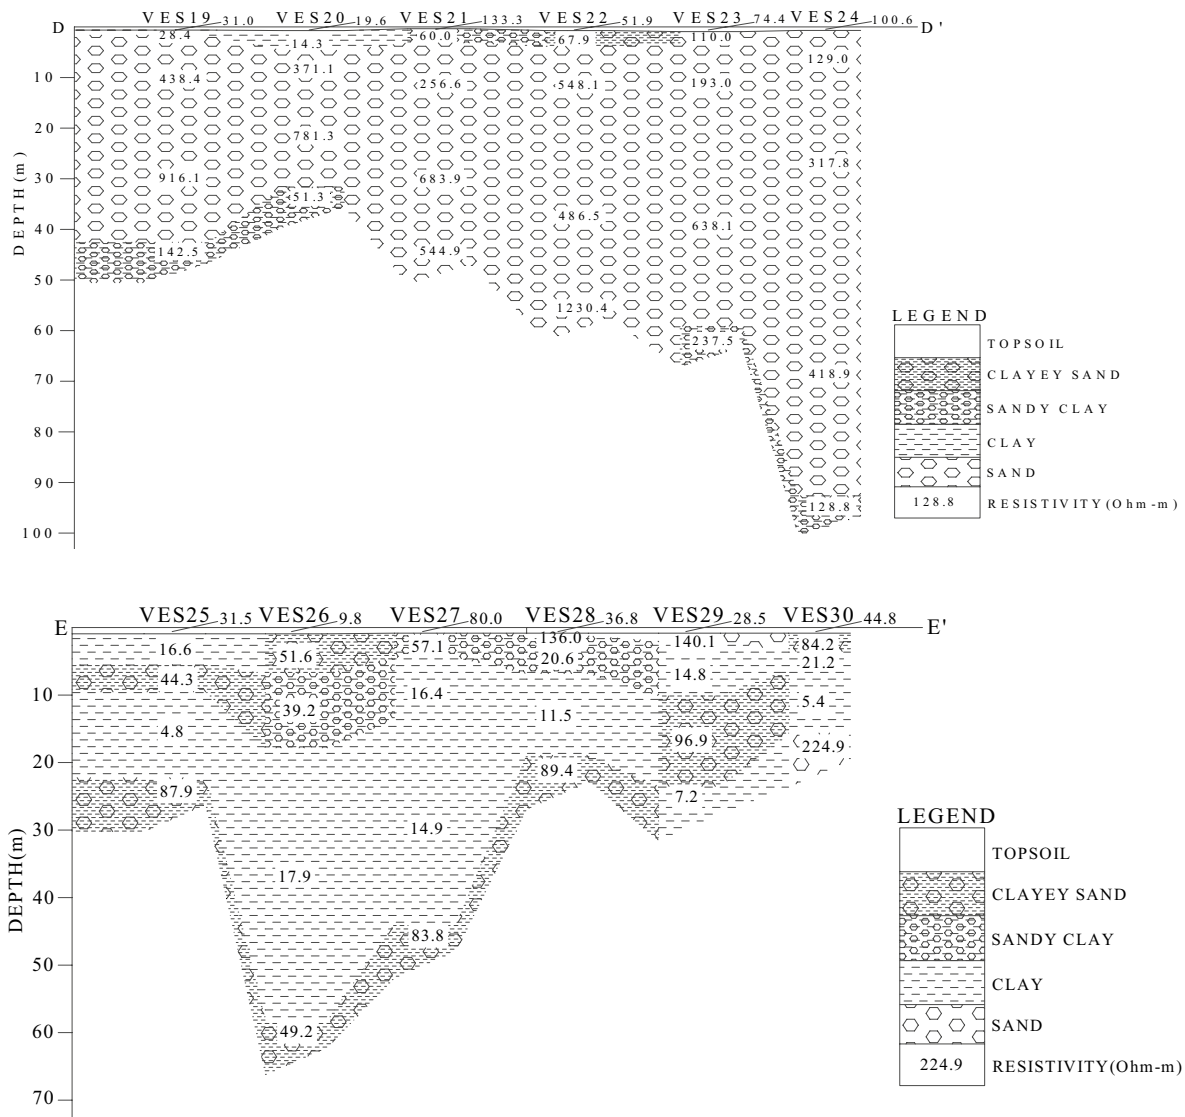 VES19 31.0 VES20 19.6 VES21 133.3 VES22 51.9 VES23 74.4 VES24 100.6
D D'
28.4 14.3 60.0 67.9 110.0
129.0
371.1
438.4 256.6 548.1 193.0
10
20
781.3
317.8
30
916.1 683.9
51.3
486.5
638.1
40
142.5 544.9
50
1230.4
60
237.5
70
418.9
80
90
128.8
100
DEPTH(m)
LEGEND
TOPSOIL
CLAYEY SAND
SANDY CLAY
CLAY
SAND
128.8 RESISTIVITY(Ohm-m)
VES25 31.5 VES26 9.8 VES27 80.0 VES28 36.8 VES29 28.5 VES30 44.8
E E'
136.0 140.1
16.6 51.6 57.1 20.6 84.2
21.2
44.3 16.4 14.8
10
39.2 11.5 5.4
4.8 96.9 224.9
20
89.4
87.9 7.2
30
14.9
17.9
40
83.8
50
49.2
60
70
DEPTH(m)
LEGEND
TOPSOIL
CLAYEY SAND
SANDY CLAY
CLAY
SAND
224.9 RESISTIVITY(Ohm-m)